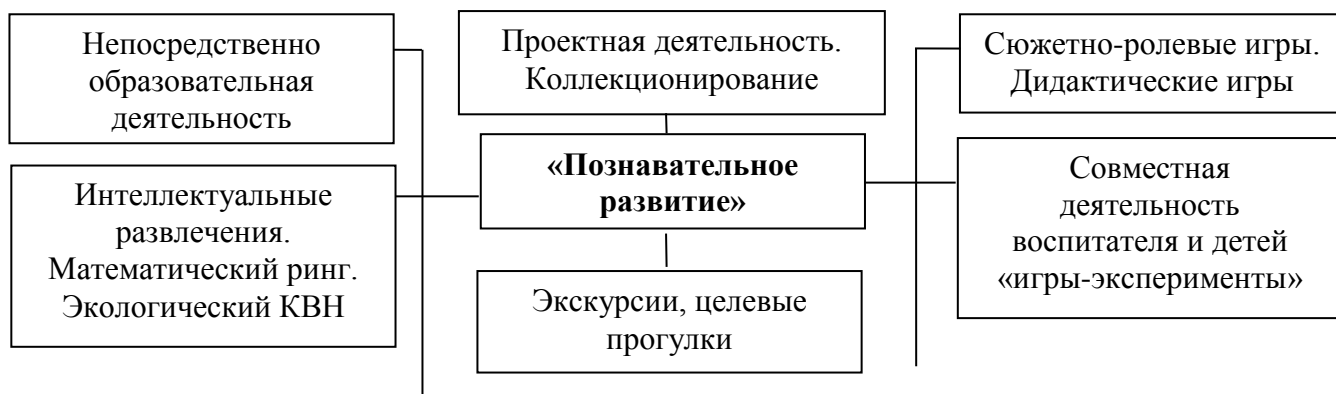 Непосредственно
образовательная
деятельность
Проектная деятельность.
Коллекционирование
Сюжетно-ролевые игры.
Дидактические игры
Интеллектуальные
развлечения.
Математический ринг.
Экологический КВН
«Познавательное
развитие»
Совместная
деятельность
воспитателя и детей
«игры-эксперименты»
Экскурсии, целевые
прогулки